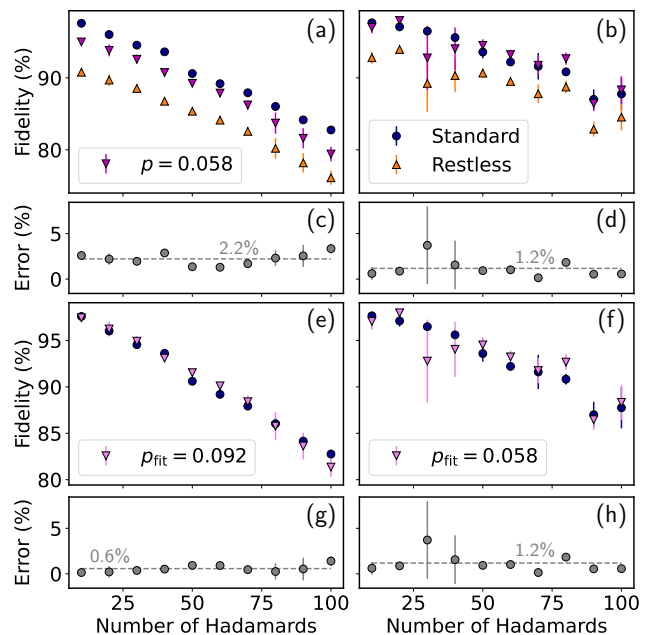 (a)
Fidelity (%)
90
80
p = 0.058
(b)
Standard
Restless
(c)
Error (%)
5
0
2.2%
(d)
1.2%
(e)
Fidelity (%)
95
90
85
80
pfit = 0.092
(f)
pfit = 0.058
(g)
Error (%)
5
0
0.6%
25 50 75 100
Number of Hadamards
(h)
1.2%
25 50 75 100
Number of Hadamards